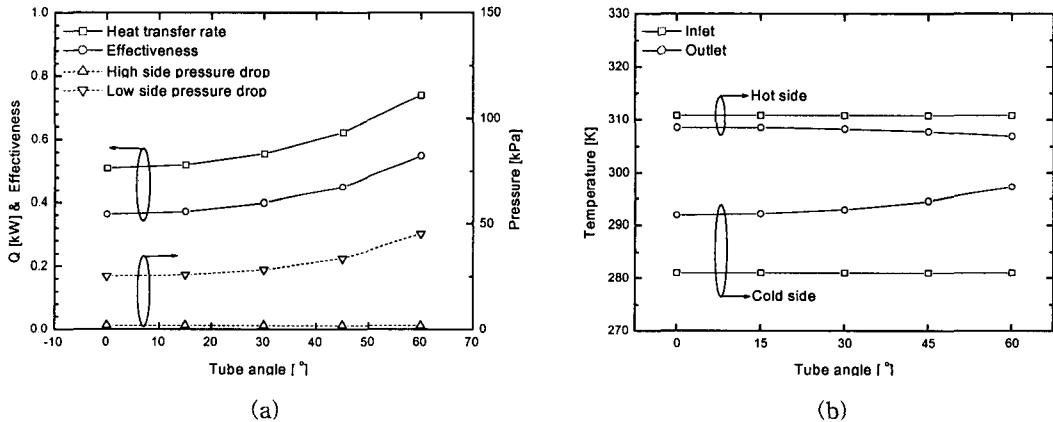 1.0
0.8
0.6
0.4
0.2
0.0
Q [kW] & Effectiveness
Heat transfer rate
Effectiveness
High side pressure drop
Low side pressure drop
150
100
50
0
Pressure [kPa]
-10 0 10 20 30 40 50 60 70 80
Tube angle [ °]
(a)
330
320
310
300
290
280
270
Temperature [K]
Inlet
Outlet
Hot side
Cold side
0 15 30 45 60
Tube angle [ °]
(b)